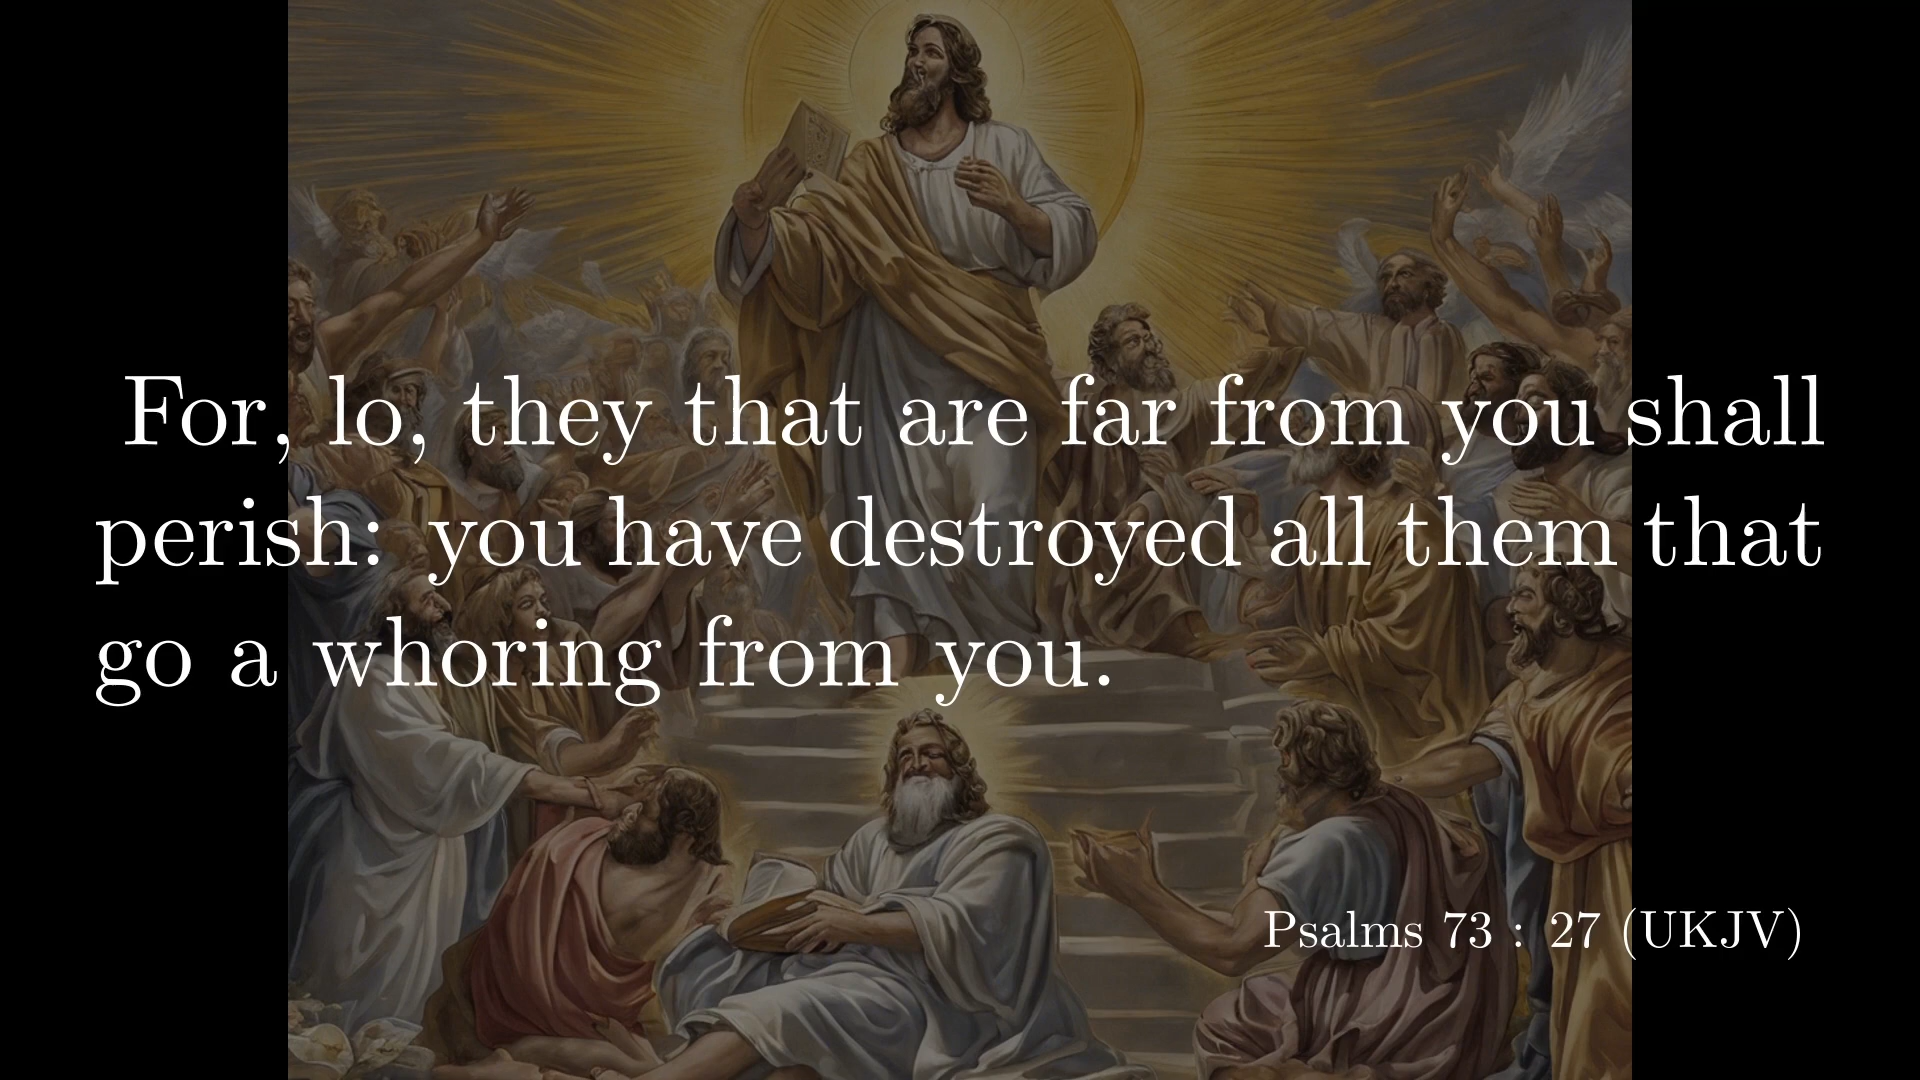 For, lo, they that are far from you shall
perish: you have destroyed all them that
go a whoring from you.
Psalms 73 : 27 (UKJV)